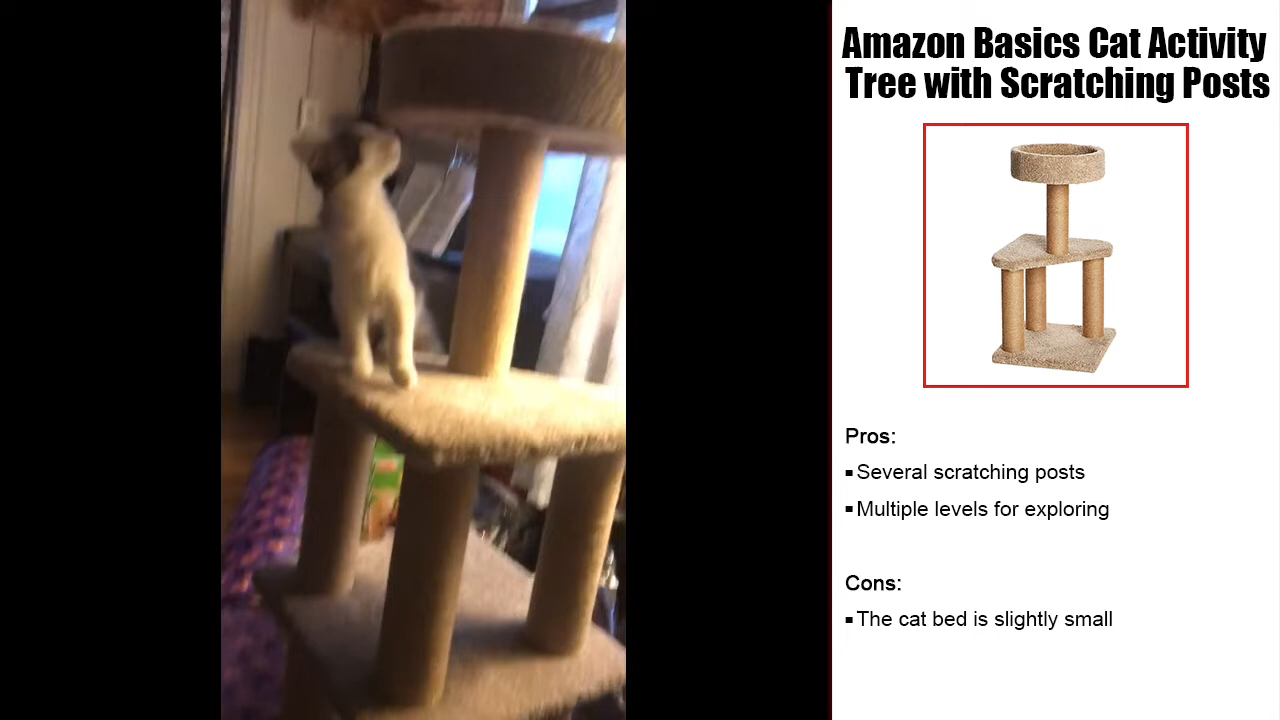 Amazon Basics Cat Activity
Tree with Scratching Posts
Pros:
▪Several scratching posts
▪Multiple levels for exploring
Cons:
▪The cat bed is slightly small